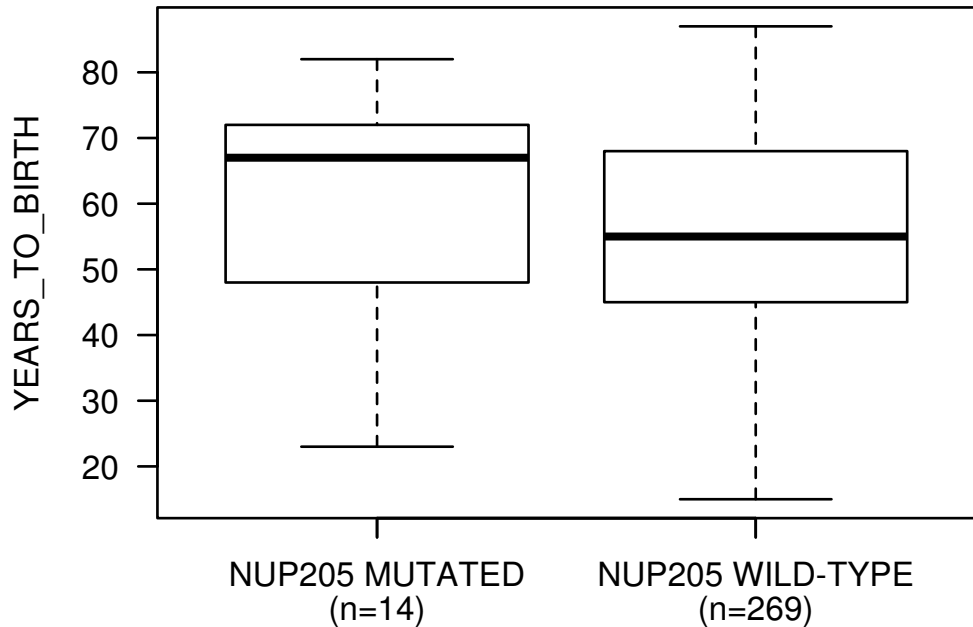 YEARS_TO_BIRTH
80
70
60
50
40
30
20
NUP205 MUTATED
(n=14)
NUP205 WILD-TYPE
(n=269)